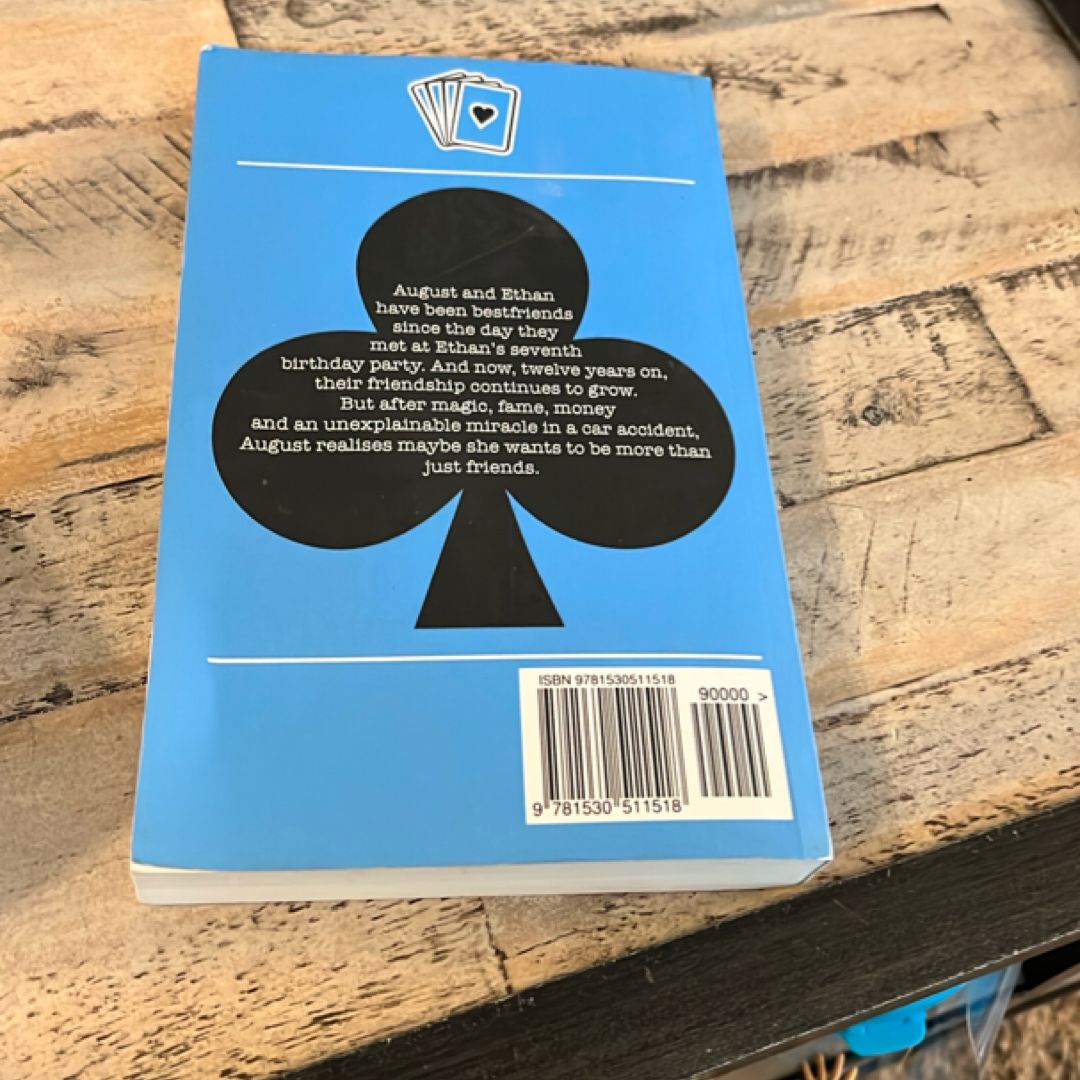 August and Ethan
have been bestfriends
since the day they
met at Ethan's seventh
birthday party. And now, twelve years on,
their friendship continues to grow.
But after magic, fame, money
and an unexplainable miracle in a car accident,
August realises maybe she wants to be more than
just friends.
ISBN 9781530511518
90000 >
9 781530 511518